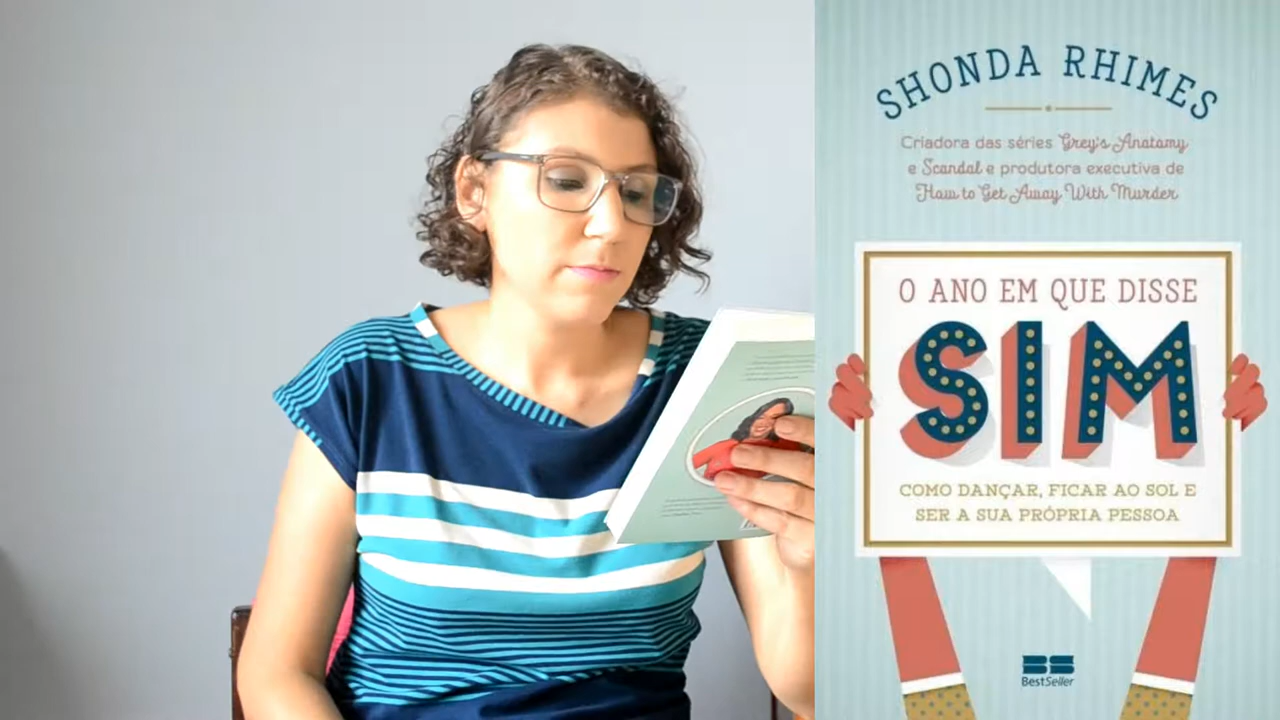 SHONDA RHIMES
Criadora das séries Grey's Anatomy
e Scandal e produtora executiva de
How to Get Away With Murder
O ANO EM QUE DISSE
SIM
COMO DANÇAR, FICAR AO SOL E
SER A SUA PRÓPRIA PESSOA
BS
BestSeller